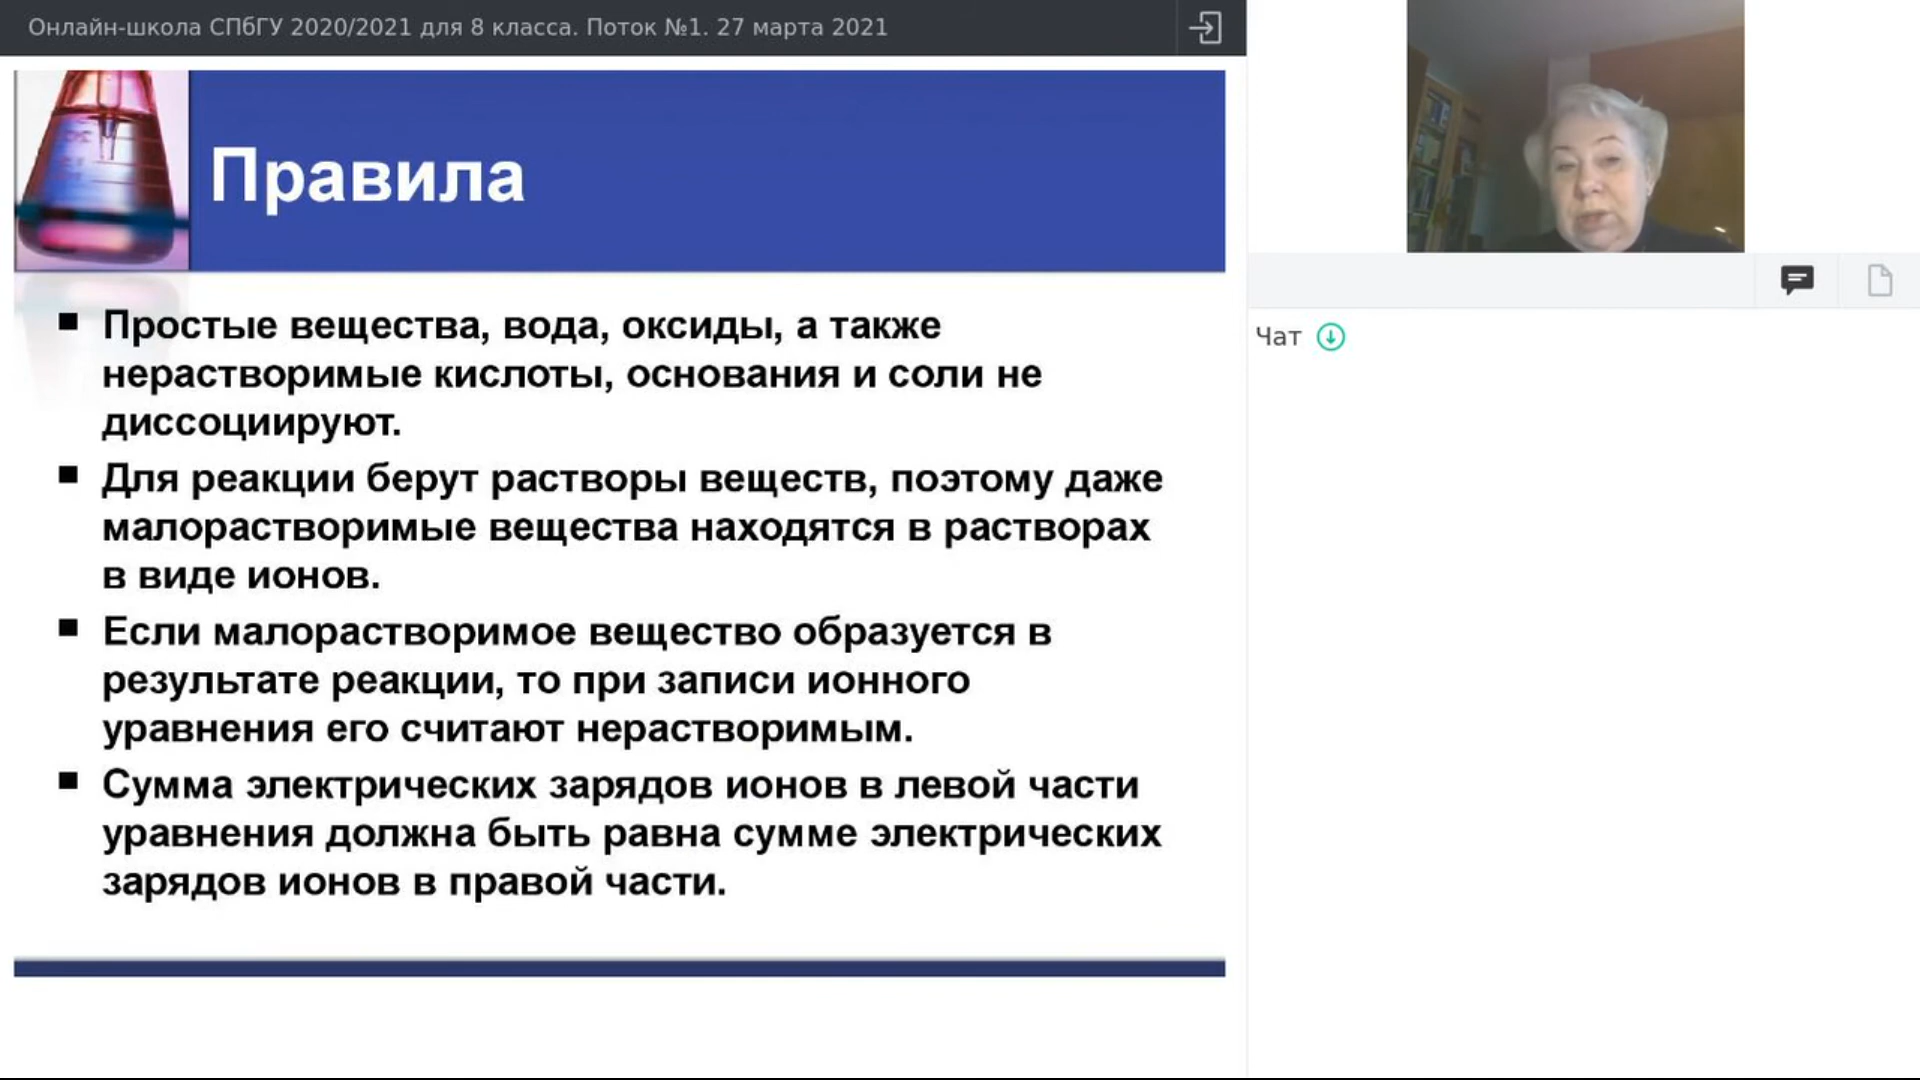 Онлайн-школа СПбГУ 2020/2021 для 8 класса. Поток №1. 27 марта 2021
Правила
Простые вещества, вода, оксиды, а также
нерастворимые кислоты, основания и соли не
диссоциируют.
Для реакции берут растворы веществ, поэтому даже
малорастворимые вещества находятся в растворах
в виде ионов.
Если малорастворимое вещество образуется в
результате реакции, то при записи ионного
уравнения его считают нерастворимым.
Сумма электрических зарядов ионов в левой части
уравнения должна быть равна сумме электрических
зарядов ионов в правой части.
Чат